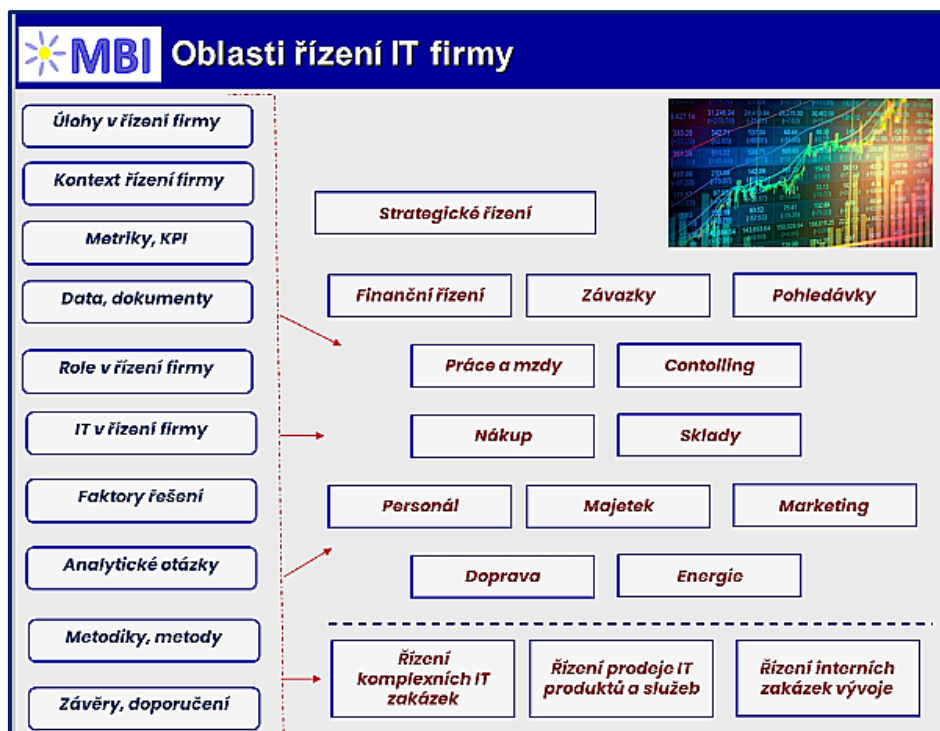 MBI Oblasti řízení IT firmy
Úlohy v řízení firmy
Kontext řízení firmy
Metriky, KPI
Data, dokumenty
Role v řízení firmy
IT v řízení firmy
Faktory řešení
Analytické otázky
Metodiky, metody
Závěry, doporučení
Strategické řízení
Finanční řízení
Závazky
Pohledávky
Práce a mzdy
Contolling
Nákup
Sklady
Personál
Majetek
Marketing
Doprava
Energie
Řízení
komplexních IT
zakázek
Řízení prodeje IT
produktů a služeb
Řízení interních
zakázek vývoje